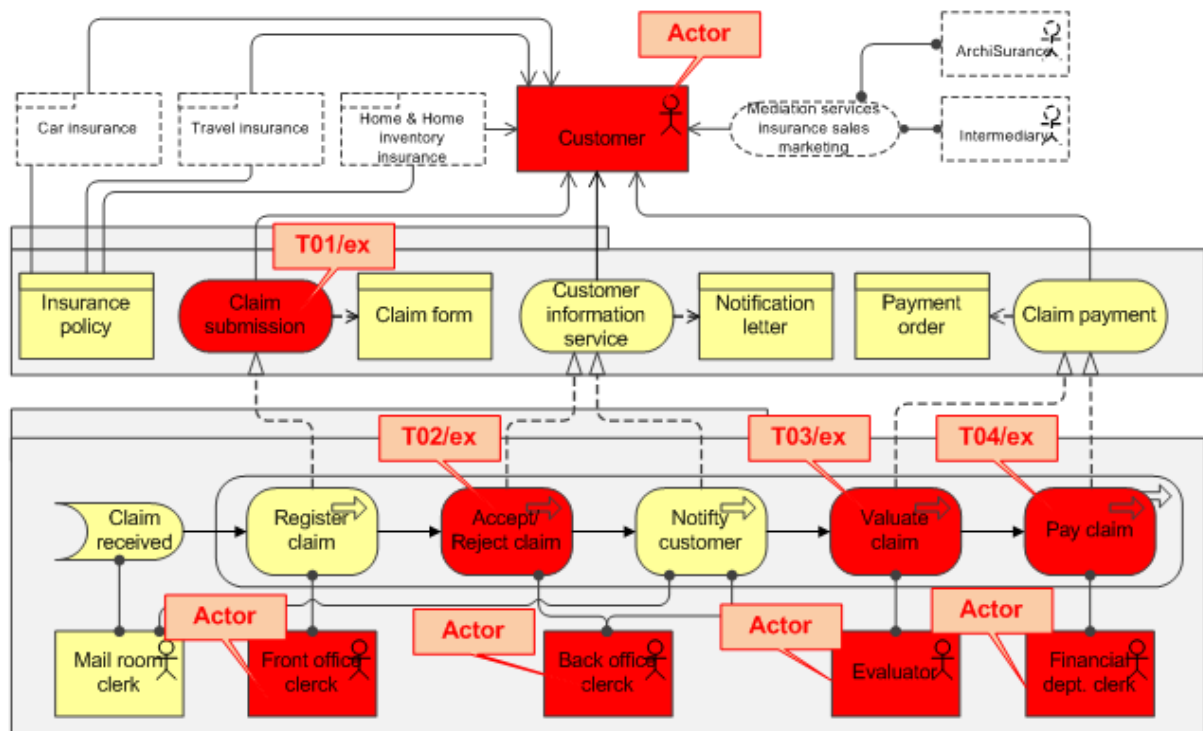 Actor
ArchiSurance
Car insurance
Travel insurance
Home & Home
inventory
insurance
Customer
Mediation services
insurance sales
marketing
Intermediary
T01/ex
Insurance
policy
Claim
submission
Claim form
Customer
information
service
Notification
letter
Payment
order
Claim payment
T02/ex
T03/ex
T04/ex
Claim
received
Register
claim
Accept/
Reject claim
Notifty
customer
Valuate
claim
Pay claim
Actor
Actor
Actor
Actor
Mail room
clerk
Front office
clerck
Back office
clerck
Evaluator
Financial
dept. clerk